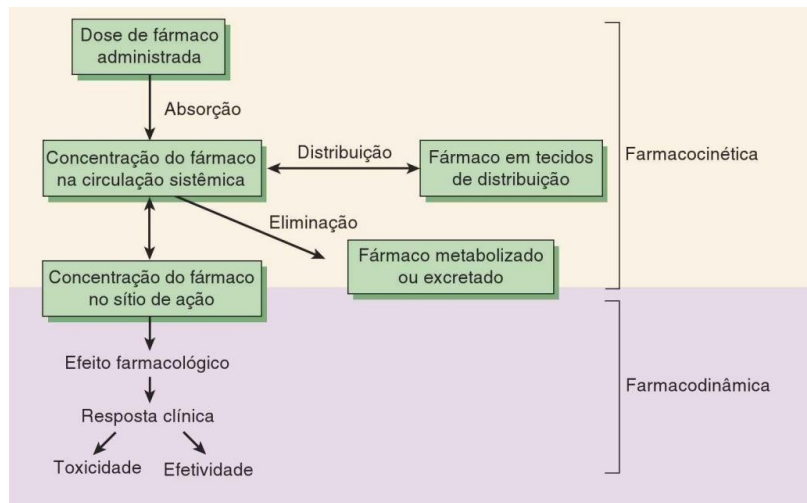 Dose de fármaco
administrada
Absorção
Concentração do fármaco
na circulação sistêmica
Distribuição
Fármaco em tecidos
de distribuição
Farmacocinética
Eliminação
Fármaco metabolizado
ou excretado
Concentração do fármaco
no sítio de ação
Efeito farmacológico
Farmacodinâmica
Resposta clínica
Toxicidade
Efetividade